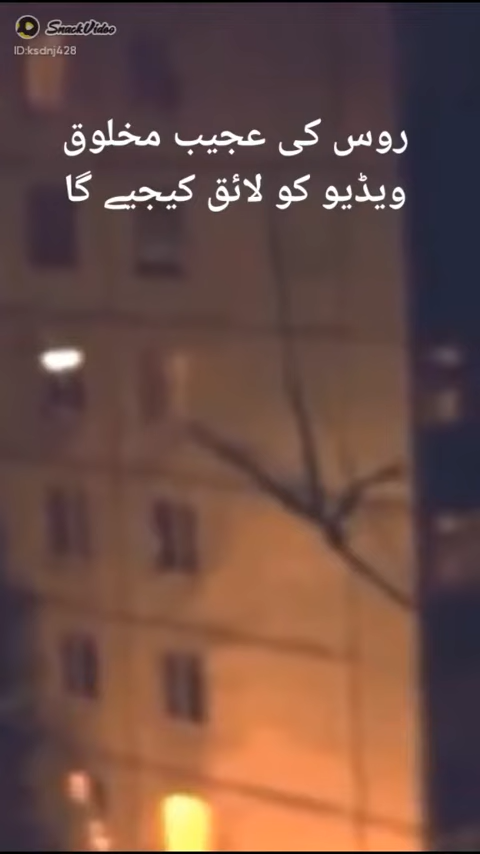 SnackVideo
ID:ksdnj428
روس کی عجیب مخلوق
ویڈیو کو لائق کیجیے گا